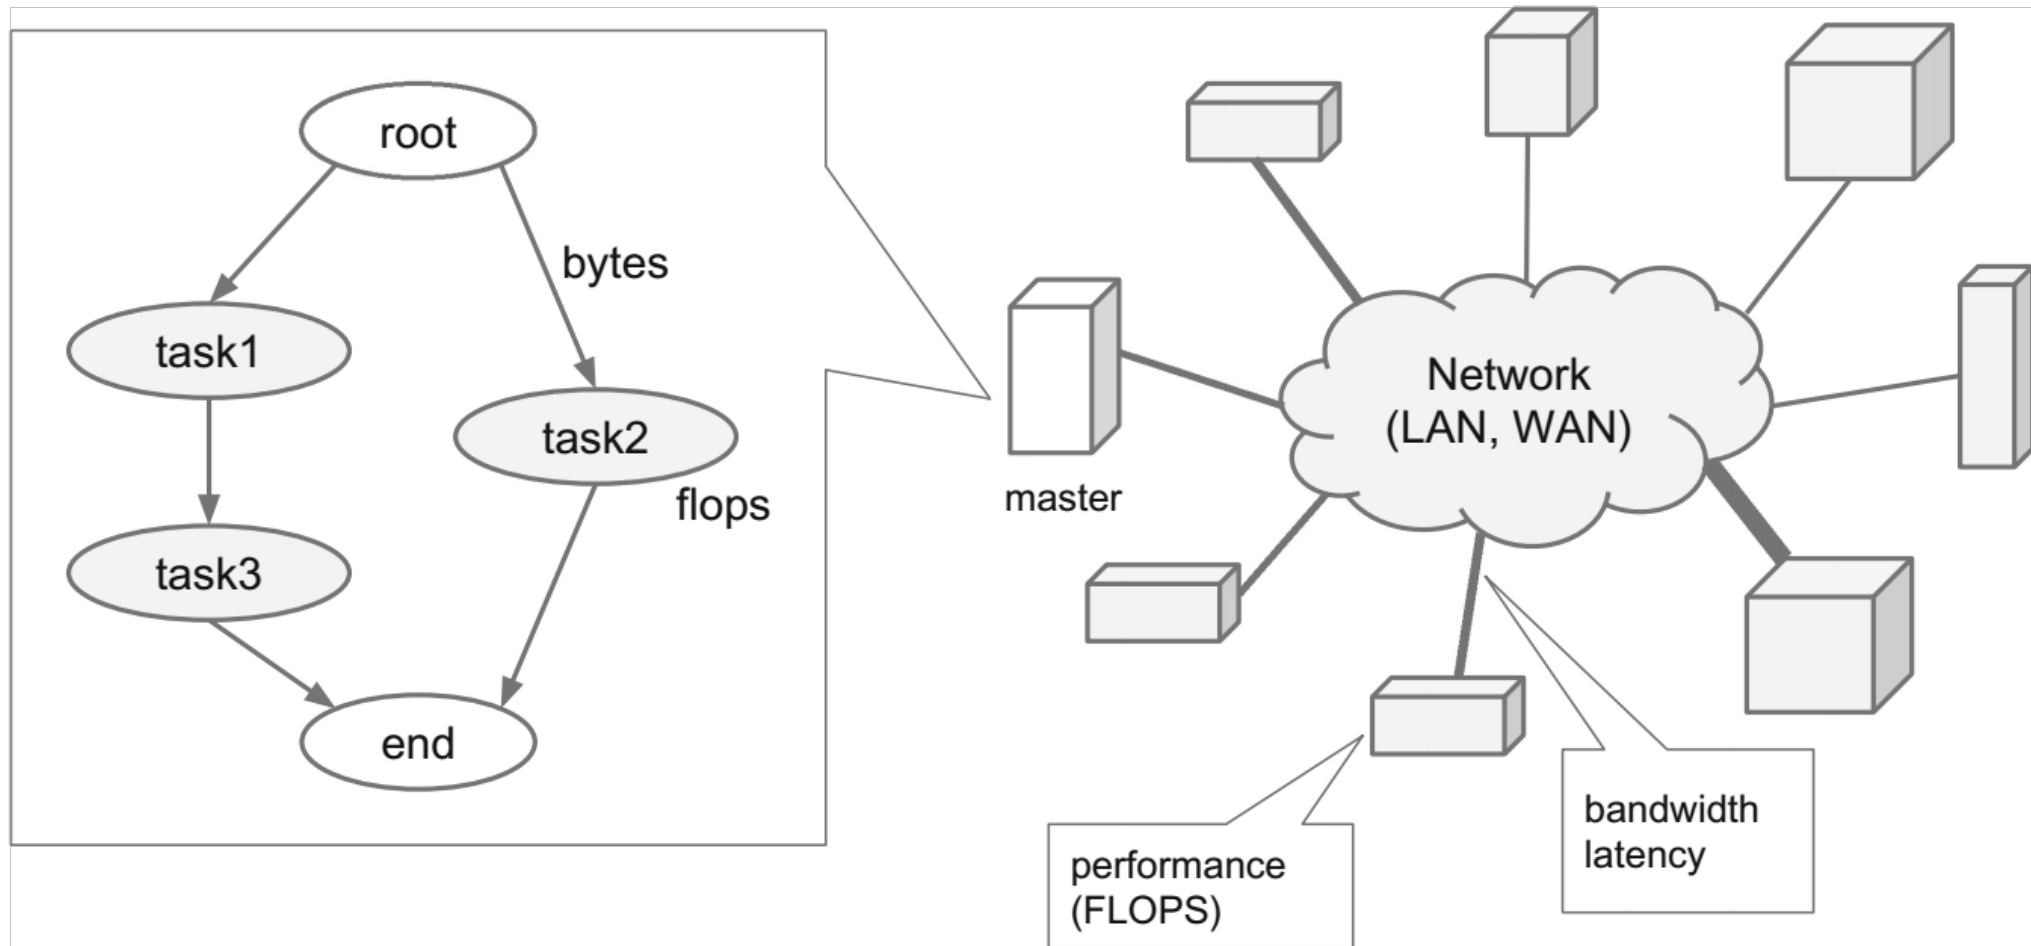 root
bytes
task1
task2
flops
task3
end
master
Network
(LAN, WAN)
performance
(FLOPS)
bandwidth
latency